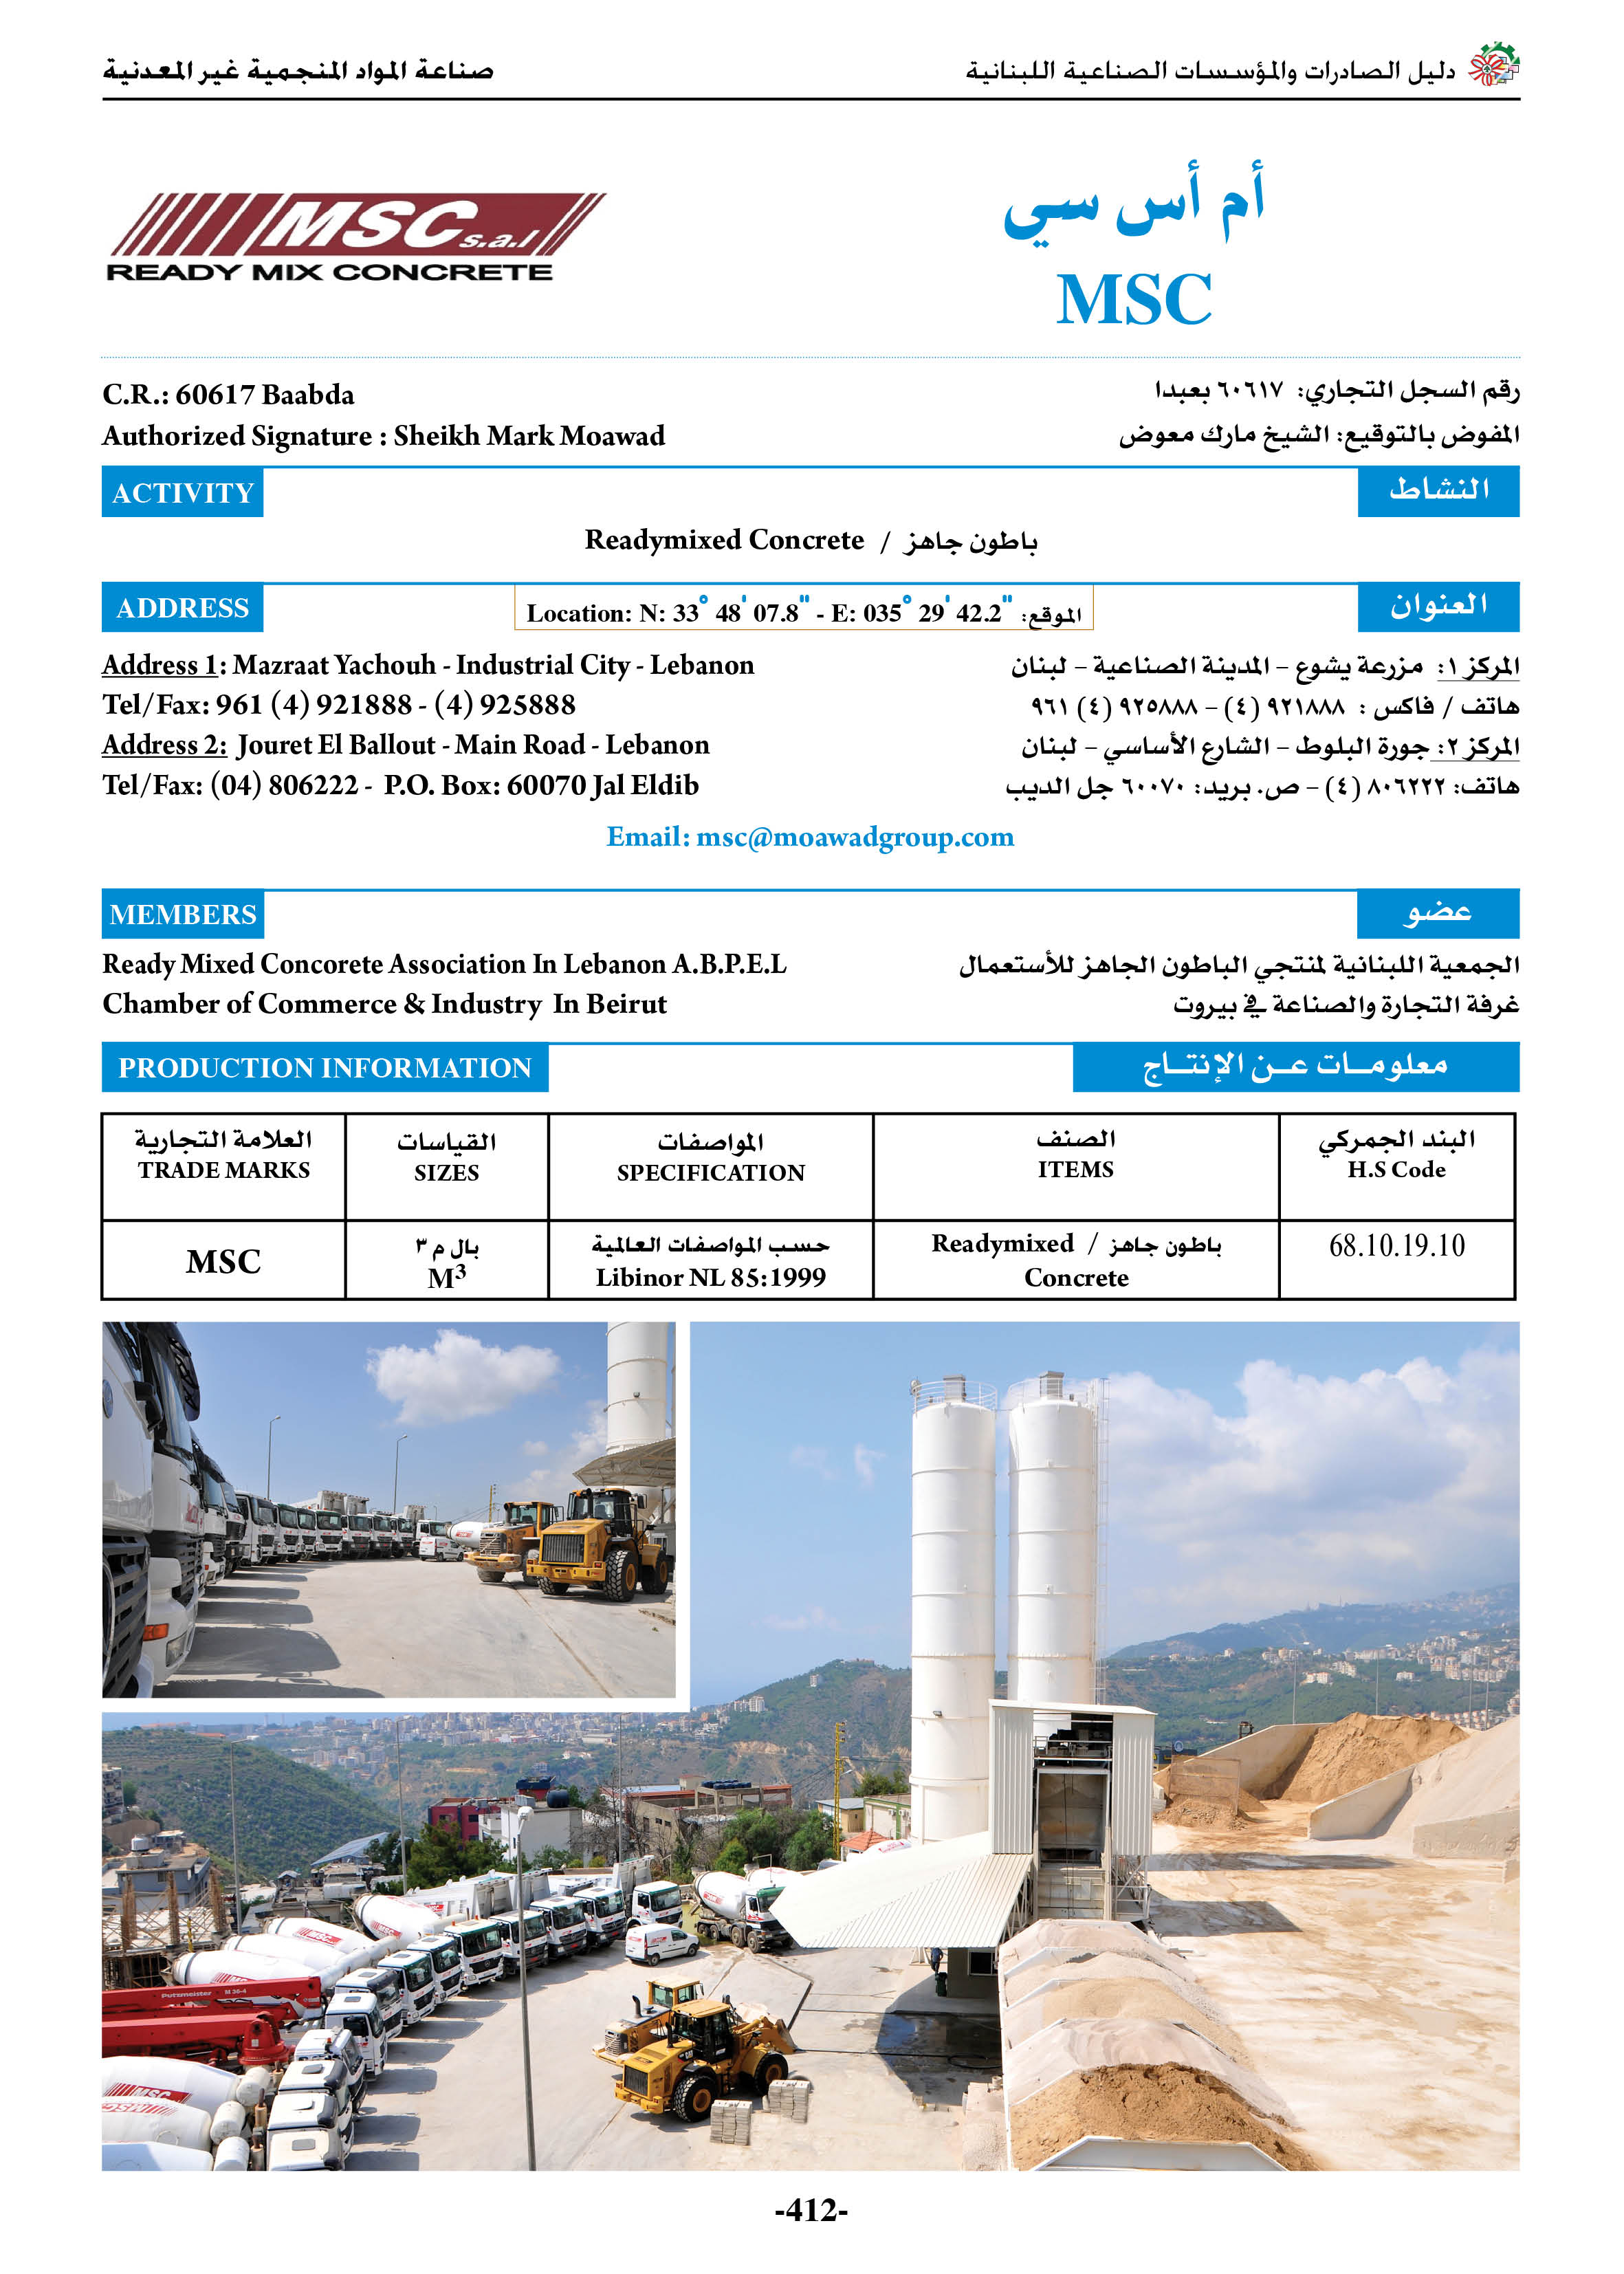 صناعة المواد المنجمية غير المعدنية
دليل الصادرات والمؤسسات الصناعية اللبنانية
MSC s.a.l
READY MIX CONCRETE
أم أس سي
MSC
C.R.: 60617 Baabda
رقم السجل التجاري: ٦٠٦١٧ بعبدا
Authorized Signature : Sheikh Mark Moawad
المفوض بالتوقيع: الشيخ مارك معوض
ACTIVITY
النشاط
Readymixed Concrete / باطون جاهز
ADDRESS
Location: N: 33° 48' 07.8" - E: 035° 29' 42.2" :الموقع
العنوان
Address 1: Mazraat Yachouh - Industrial City - Lebanon
المركز ١: مزرعة يشوع – المدينة الصناعية – لبنان
Tel/Fax: 961 (4) 921888 - (4) 925888
هاتف / فاكس : ٩٢١٨٨٨ (٤) – ٩٢٥٨٨٨ (٤) ٩٦١
Address 2: Jouret El Ballout - Main Road - Lebanon
المركز ٢: جورة البلوط – الشارع الأساسي – لبنان
Tel/Fax: (04) 806222 - P.O. Box: 60070 Jal Eldib
هاتف: ٨٠٦٢٢٢ (٤) – ص. بريد: ٦٠٠٧٠ جل الديب
Email: msc@moawadgroup.com
MEMBERS
عضو
Ready Mixed Concorete Association In Lebanon A.B.P.E.L
الجمعية اللبنانية لمنتجي الباطون الجاهز للأستعمال
Chamber of Commerce & Industry In Beirut
غرفة التجارة والصناعة في بيروت
PRODUCTION INFORMATION
معلومــات عــن الإنتــاج
العلامة التجارية
TRADE MARKS
القياسات
SIZES
المواصفات
SPECIFICATION
الصنف
ITEMS
البند الجمركي
H.S Code
MSC
بال م ٣
M³
حسب المواصفات العالمية
Libinor NL 85:1999
Readymixed / باطون جاهز
Concrete
68.10.19.10
MSC
Putzmeister M 36-4
MSC
MSC
-412-